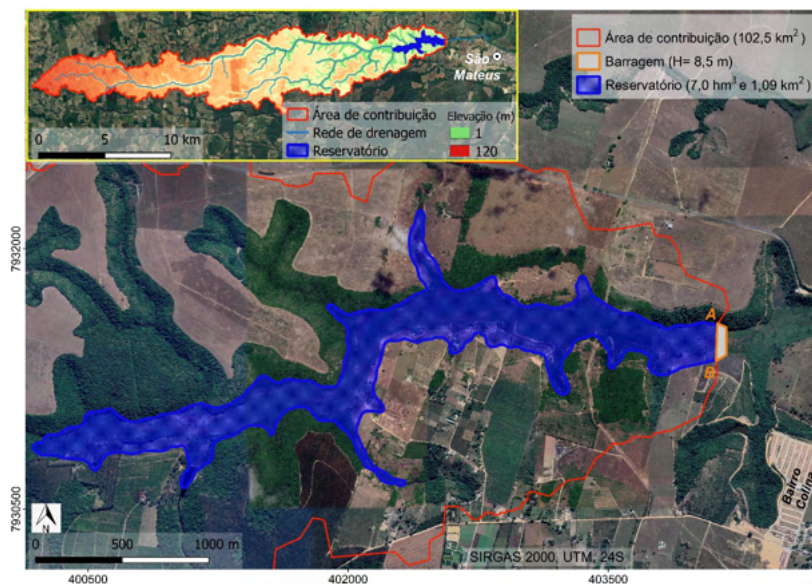 São
Mateus
Área de contribuição
Rede de drenagem
Reservatório
Elevação (m)
1
120
0
5
10 km
Área de contribuição (102,5 km²)
Barragem (H= 8,5 m)
Reservatório (7,0 hm³ e 1,09 km²)
7932000
A
B
7930500
Bairro
Colina
N
0
500
1000 m
SIRGAS 2000, UTM, 24S
400500
402000
403500